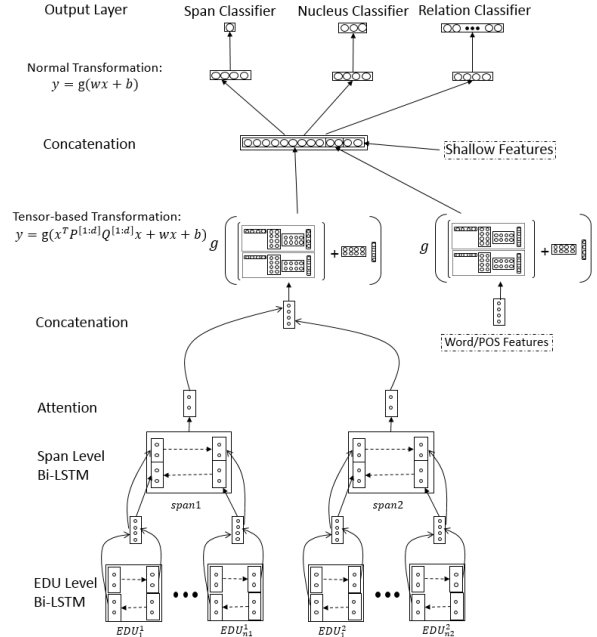 Output Layer
Span Classifier
Nucleus Classifier
Relation Classifier
Normal Transformation:
y = g(wx + b)
Concatenation
Shallow Features
Tensor-based Transformation:
y = g(x^T P^[1:d] Q^[1:d] x + wx + b)
g
+
g
+
Concatenation
Word/POS Features
Attention
Span Level
Bi-LSTM
span1
span2
EDU Level
Bi-LSTM
EDU_1^1
EDU_n1^1
EDU_1^2
EDU_n2^2